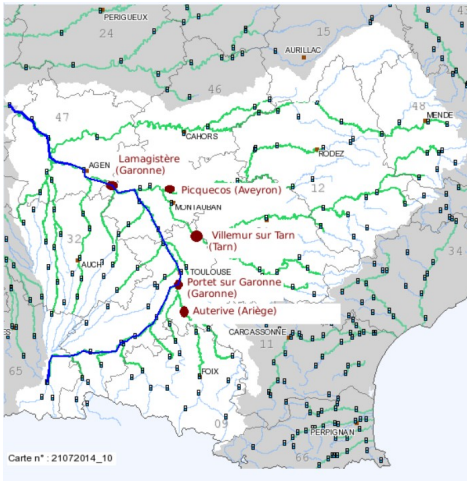 PERIGUEUX
24
15
AURILLAC
46
48
47
MENDE
CAHORS
RODEZ
AGEN
Lamagistère
(Garonne)
Picquecos (Aveyron)
12
MONTAUBAN
Villemur sur Tarn
(Tarn)
32
34
AUCH
TOULOUSE
Portet sur Garonne
(Garonne)
Auterive (Ariège)
CARCASSONNE
11
65
FOIX
09
PERPIGNAN
66
Carte n° : 21072014_10